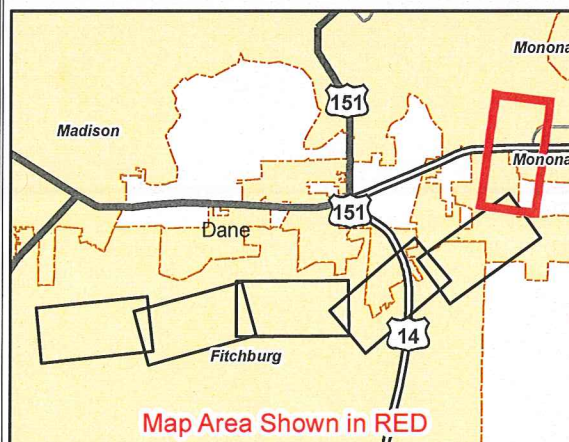 Monona
151
Madison
Monona
151
Dane
14
Fitchburg
Map Area Shown in RED